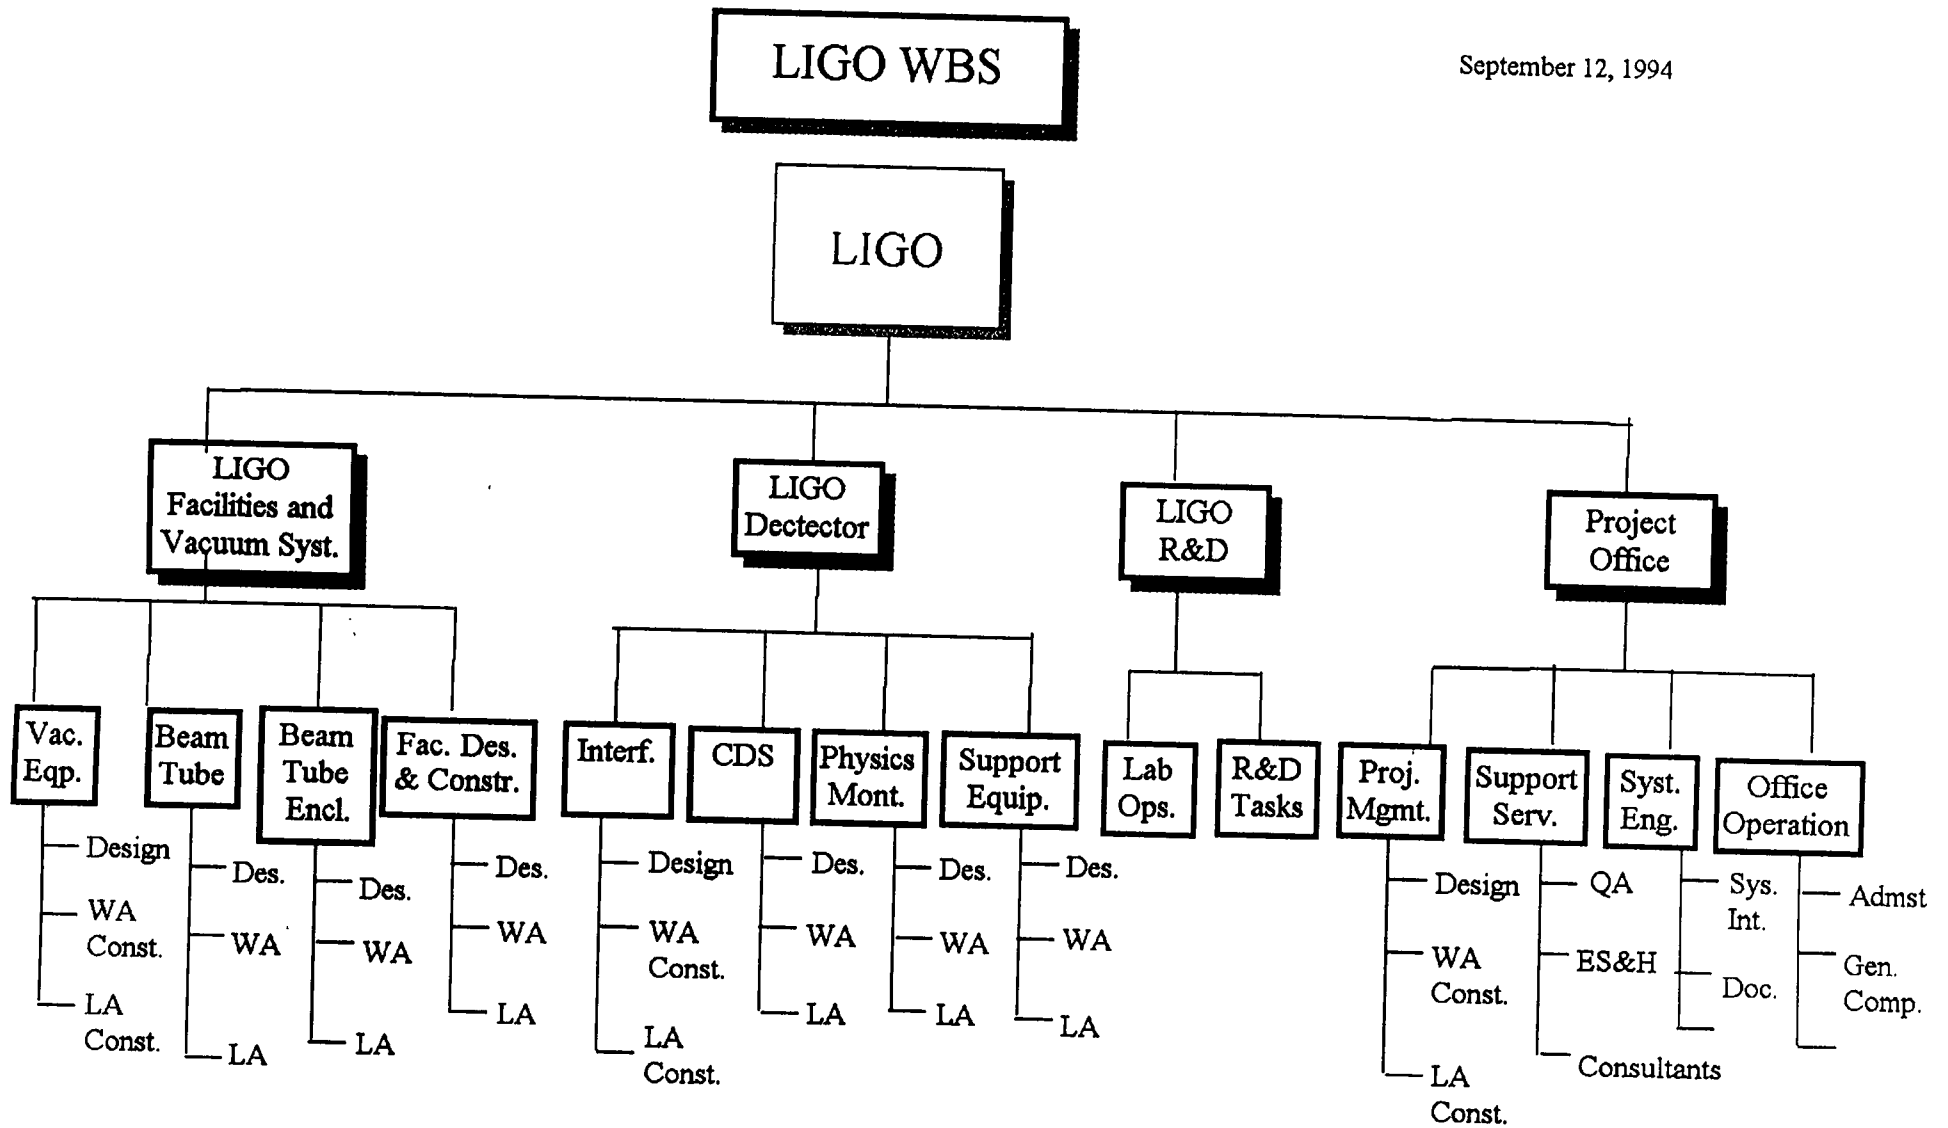 LIGO WBS
September 12, 1994
LIGO
LIGO
Facilities and
Vacuum Syst.
LIGO
Dectector
LIGO
R&D
Project
Office
Vac.
Eqp.
Beam
Tube
Beam
Tube
Encl.
Fac. Des.
& Constr.
Interf.
CDS
Physics
Mont.
Support
Equip.
Lab
Ops.
R&D
Tasks
Proj.
Mgmt.
Support
Serv.
Syst.
Eng.
Office
Operation
Design
WA
Const.
LA
Const.
Des.
WA
LA
Des.
WA
LA
Des.
WA
LA
Design
WA
Const.
LA
Const.
Des.
WA
LA
Des.
WA
LA
Des.
WA
LA
Design
WA
Const.
LA
Const.
QA
ES&H
Consultants
Sys.
Int.
Doc.
Admst
Gen.
Comp.